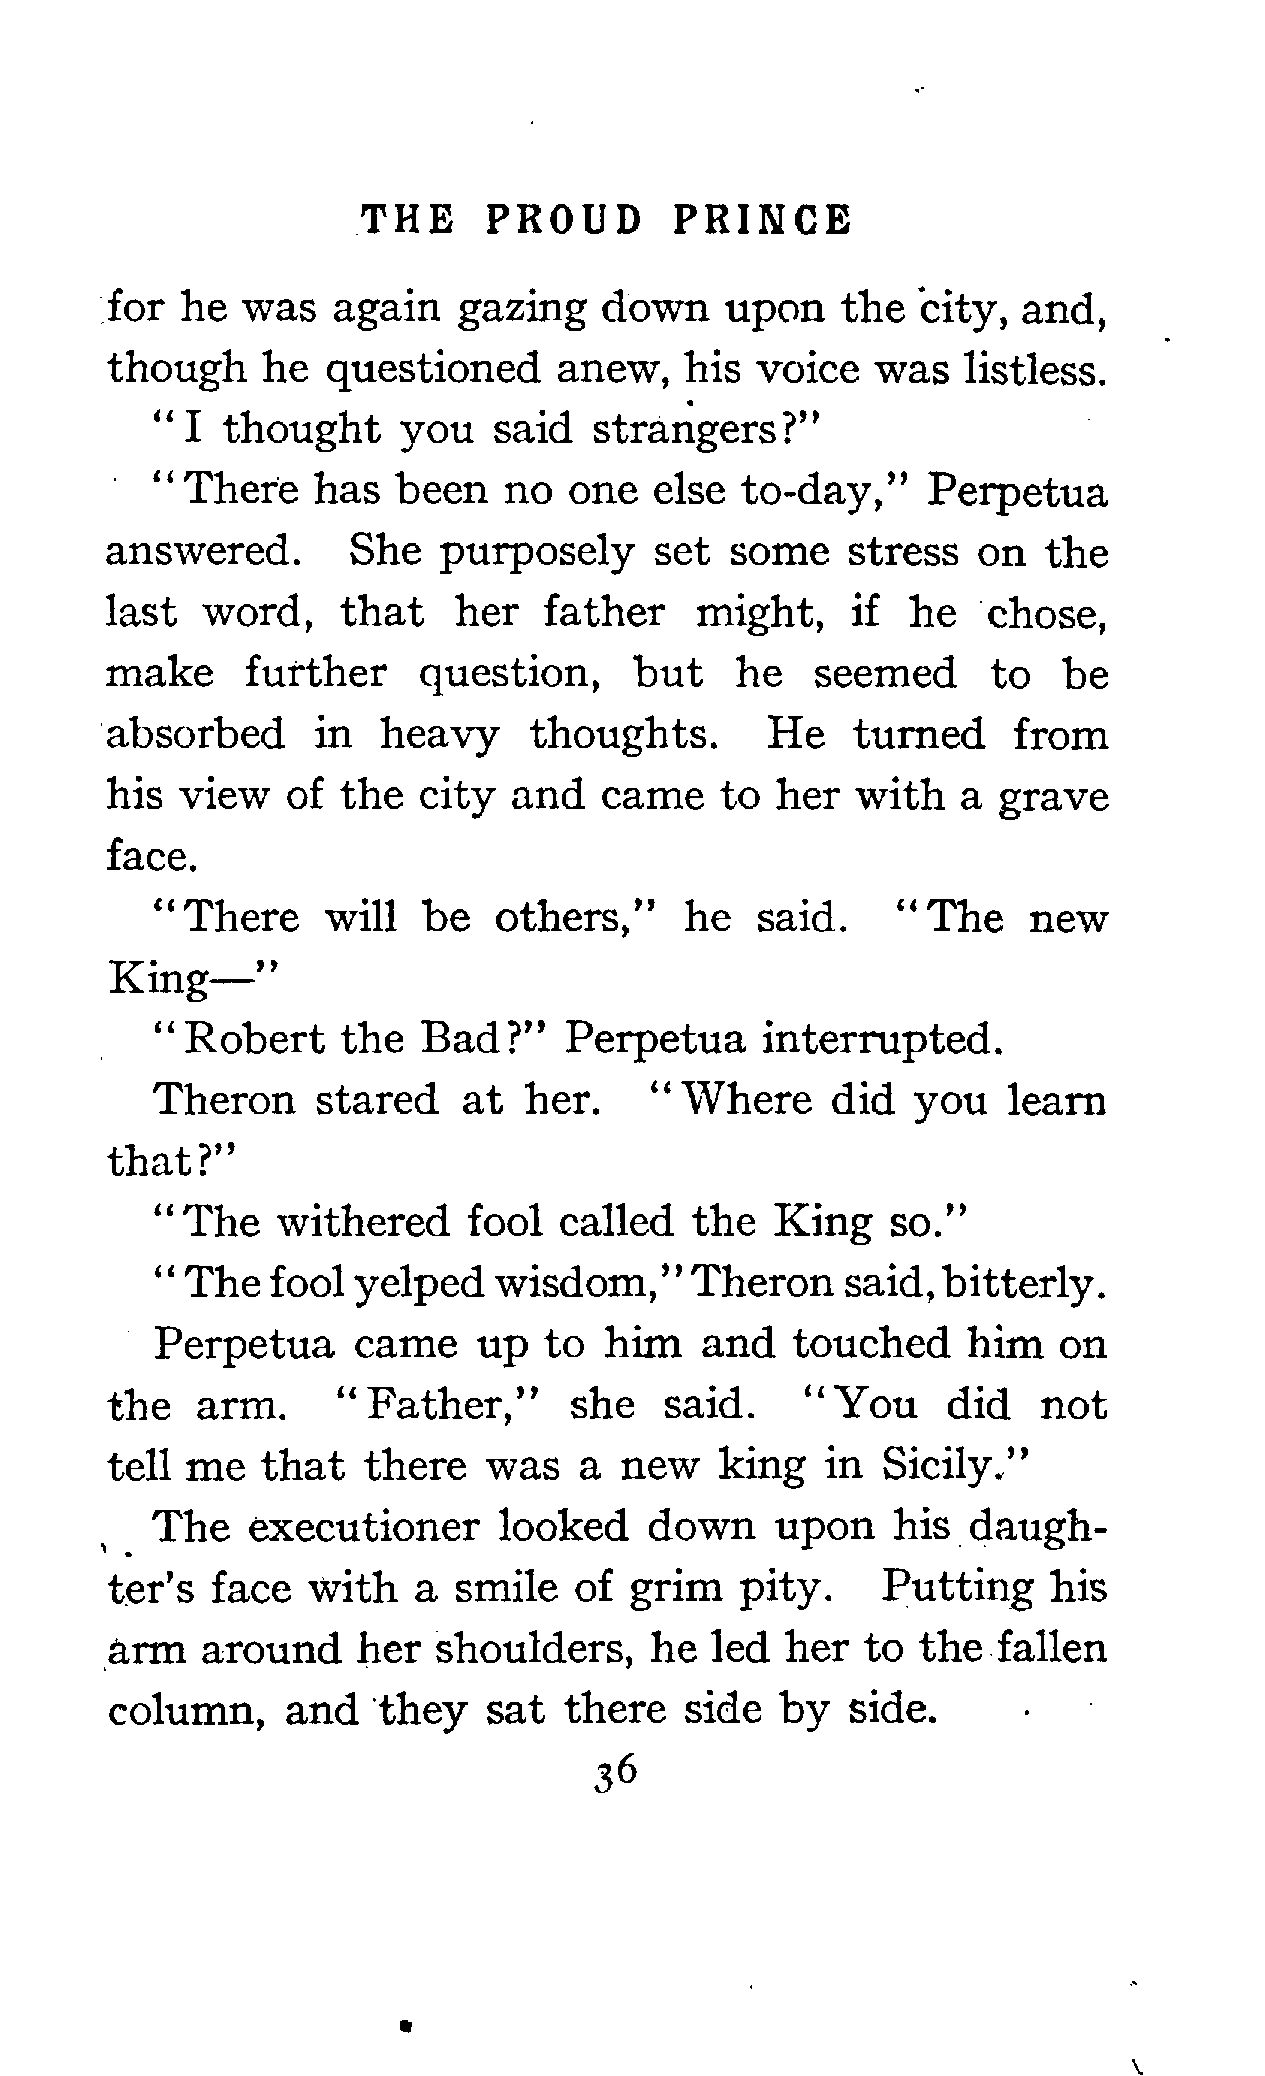 THE PROUD PRINCE
for he was again gazing down upon the city, and,
though he questioned anew, his voice was listless.
"I thought you said strangers?"
"There has been no one else to-day," Perpetua
answered. She purposely set some stress on the
last word, that her father might, if he chose,
make further question, but he seemed to be
absorbed in heavy thoughts. He turned from
his view of the city and came to her with a grave
face.
"There will be others," he said. "The new
King—"
"Robert the Bad?" Perpetua interrupted.
Theron stared at her. "Where did you learn
that?"
"The withered fool called the King so."
"The fool yelped wisdom," Theron said, bitterly.
Perpetua came up to him and touched him on
the arm. "Father," she said. "You did not
tell me that there was a new king in Sicily."
The executioner looked down upon his daugh-
ter's face with a smile of grim pity. Putting his
arm around her shoulders, he led her to the fallen
column, and they sat there side by side.
36